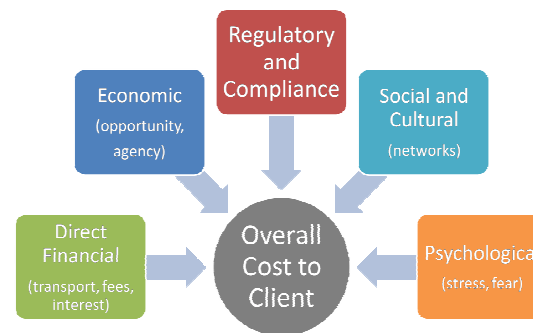 Regulatory
and
Compliance
Economic
(opportunity,
agency)
Social and
Cultural
(networks)
Direct
Financial
(transport, fees,
interest)
Overall
Cost to
Client
Psychologica
(stress, fear)